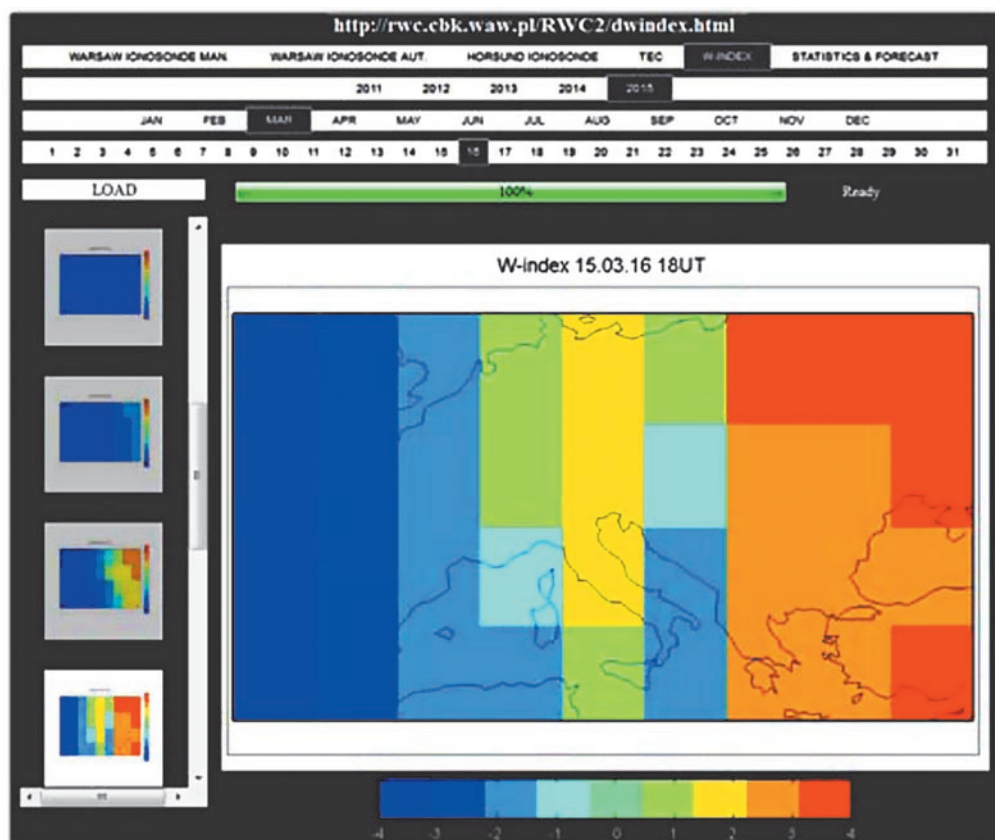 http://rwc.cbk.waw.pl/RWC2/dwindex.html
WARSAW IONOSONDE MAN. WARSAW IONOSONDE AUT. HORSUND IONOSONDE TEC W-INDEX STATISTICS & FORECAST
2011 2012 2013 2014 2015
JAN FEB MAR APR MAY JUN JUL AUG SEP OCT NOV DEC
1 2 3 4 5 6 7 8 9 10 11 12 13 14 15 16 17 18 19 20 21 22 23 24 25 26 27 28 29 30 31
LOAD 100% Ready
W-index 15.03.16 18UT
-4 -3 -2 -1 0 1 2 3 4